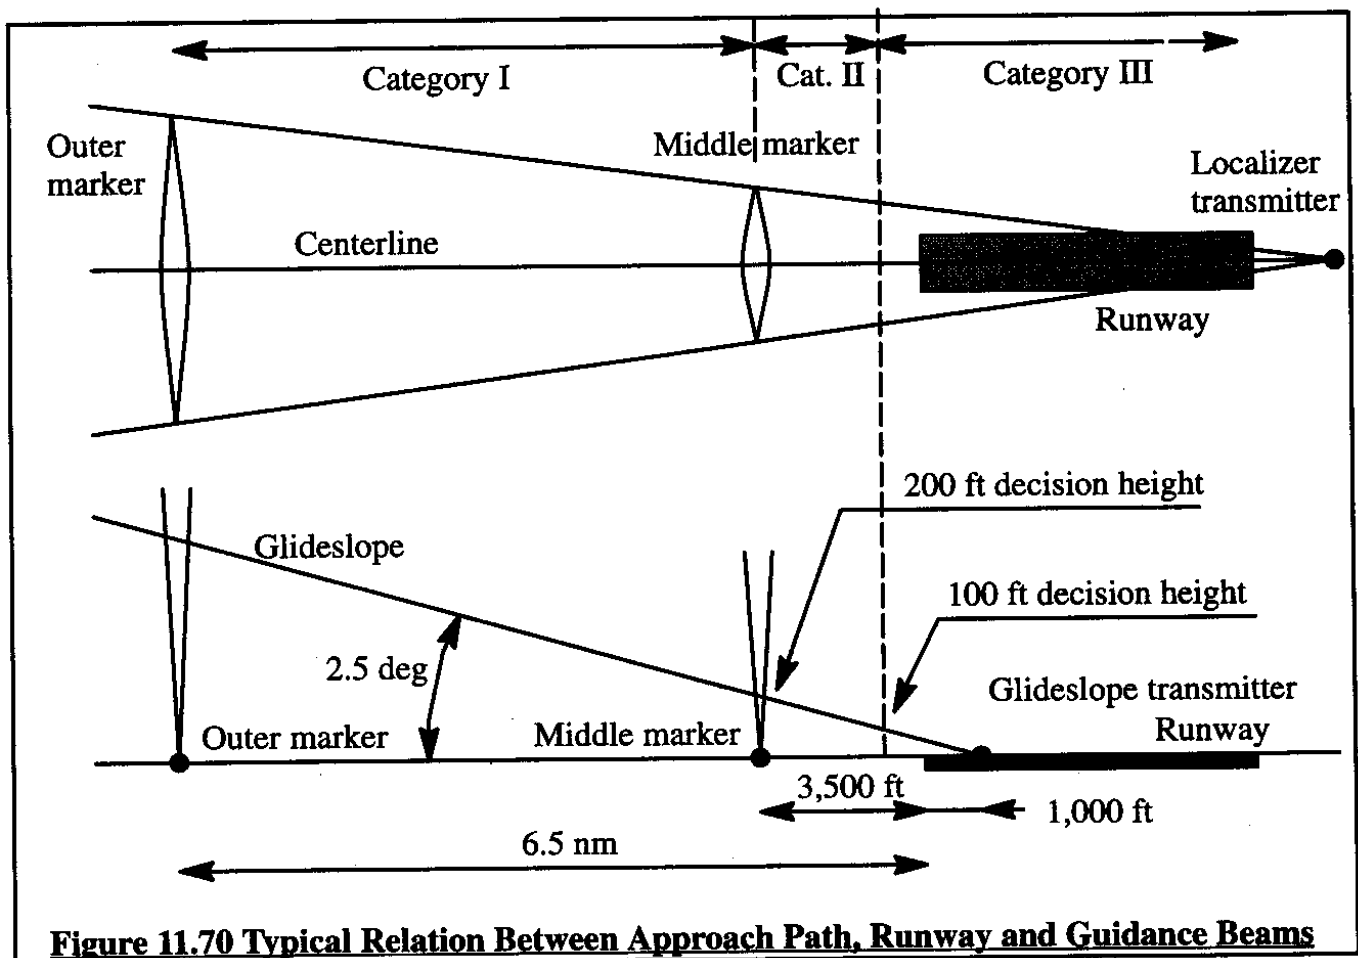 Category I
Cat. II
Category III
Outer
marker
Middle marker
Localizer
transmitter
Centerline
Runway
200 ft decision height
Glideslope
100 ft decision height
2.5 deg
Glideslope transmitter
Outer marker
Middle marker
Runway
3,500 ft
1,000 ft
6.5 nm
Figure 11.70 Typical Relation Between Approach Path, Runway and Guidance Beams